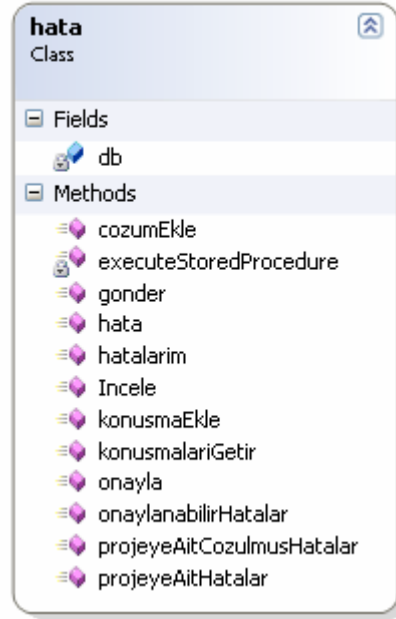 hata
Class
Fields
db
Methods
cozumEkle
executeStoredProcedure
gonder
hata
hatalarim
Incele
konusmaEkle
konusmalariGetir
onayla
onaylanabilirHatalar
projeyeAitCozulmusHatalar
projeyeAitHatalar